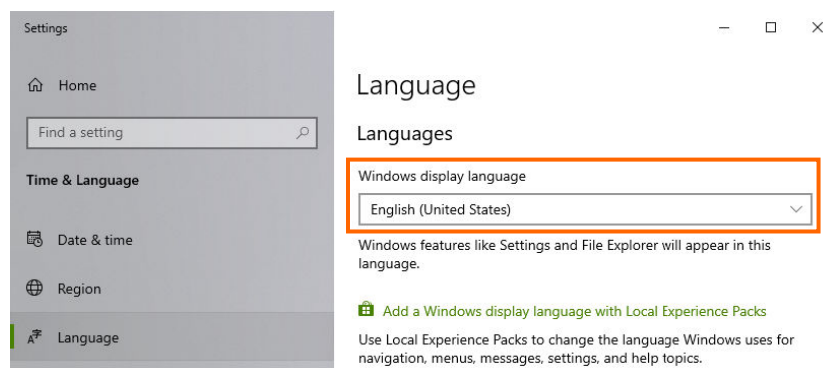 Settings
Home
Find a setting
Time & Language
Date & time
Region
Language
Language
Languages
Windows display language
English (United States)
Windows features like Settings and File Explorer will appear in this
language.
Add a Windows display language with Local Experience Packs
Use Local Experience Packs to change the language Windows uses for
navigation, menus, messages, settings, and help topics.